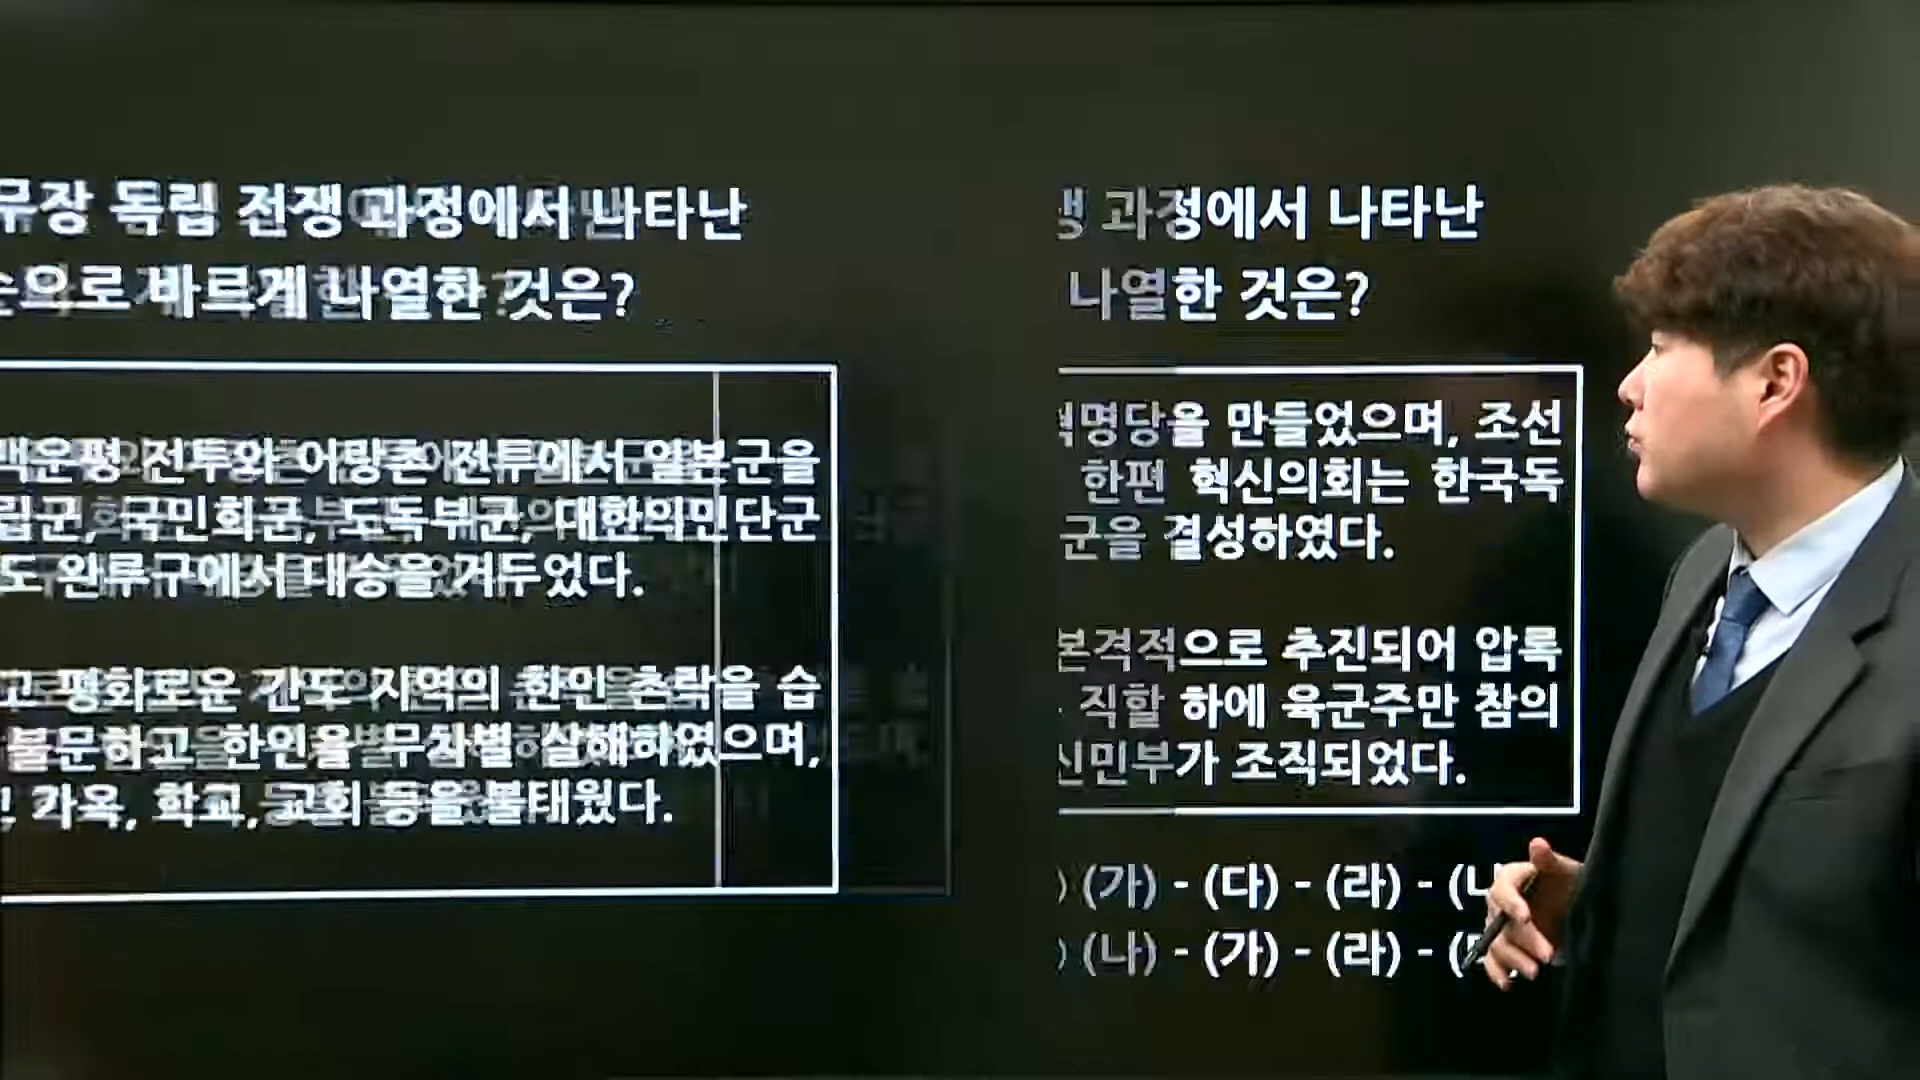 무장 독립 전쟁 과정에서 나타난
순으로 바르게 나열한 것은?
백운평 전투와 어랑촌 전투에서 일본군을
립군, 국민회군, 도독부군, 대한의민단군
도 완루구에서 대승을 거두었다.
고 평화로운 간도 지역의 한인 촌락을 습
불문하고 한인을 무차별 살해하였으며,
가옥, 학교, 교회 등을 불태웠다.
과정에서 나타난
나열한 것은?
혁명당을 만들었으며, 조선
한편 혁신의회는 한국독
군을 결성하였다.
본격적으로 추진되어 압록
직할 하에 육군주만 참의
신민부가 조직되었다.
(가) - (다) - (라) - (나
(나) - (가) - (라) - (